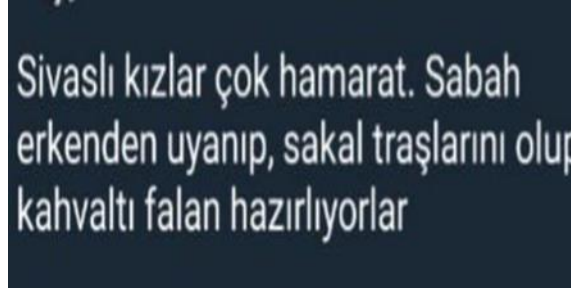 Sivaslı kızlar çok hamarat. Sabah
erkenden uyanıp, sakal traşlarını olup
kahvaltı falan hazırlıyorlar